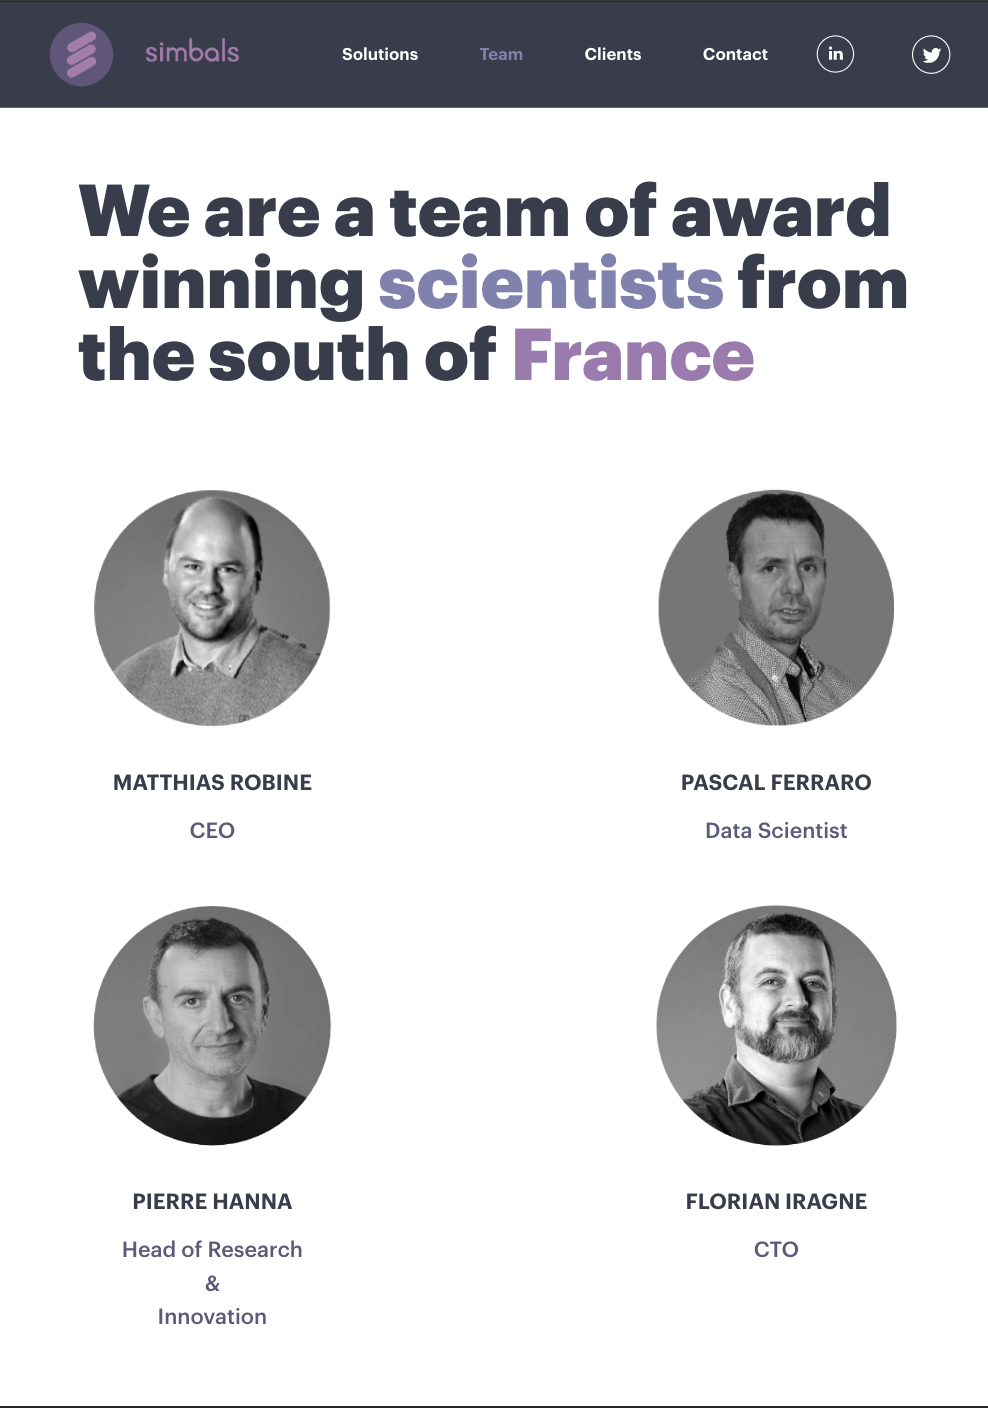 simbals
Solutions
Team
Clients
Contact
in
We are a team of award
winning scientists from
the south of France
MATTHIAS ROBINE
CEO
PASCAL FERRARO
Data Scientist
PIERRE HANNA
Head of Research
&
Innovation
FLORIAN IRAGNE
CTO